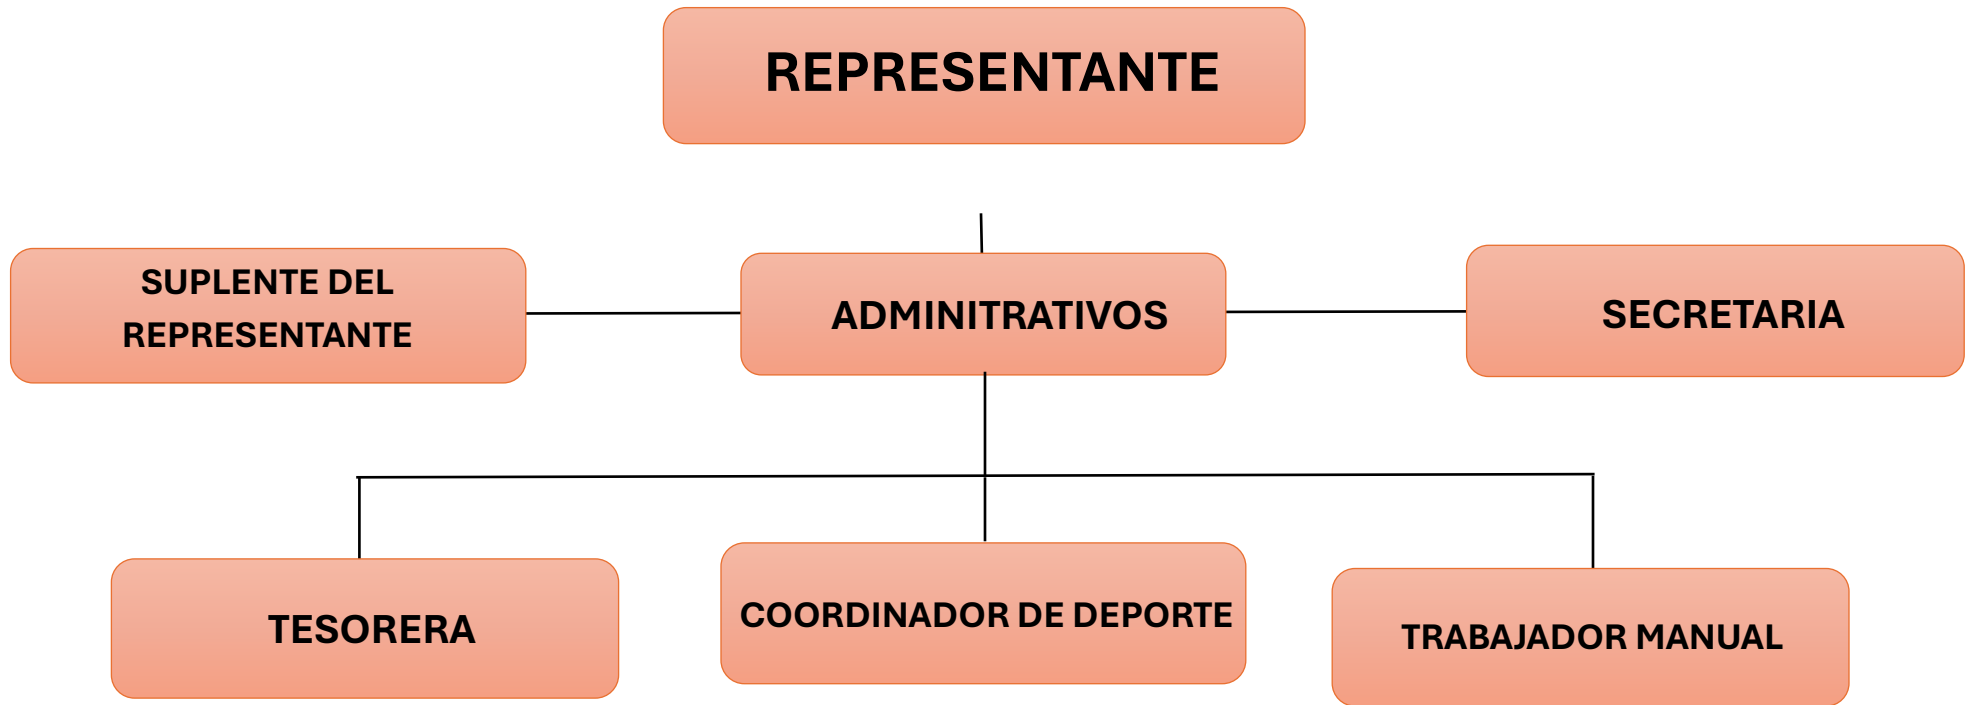 REPRESENTANTE
SUPLENTE DEL
REPRESENTANTE
ADMINITRATIVOS
SECRETARIA
TESORERA
COORDINADOR DE DEPORTE
TRABAJADOR MANUAL